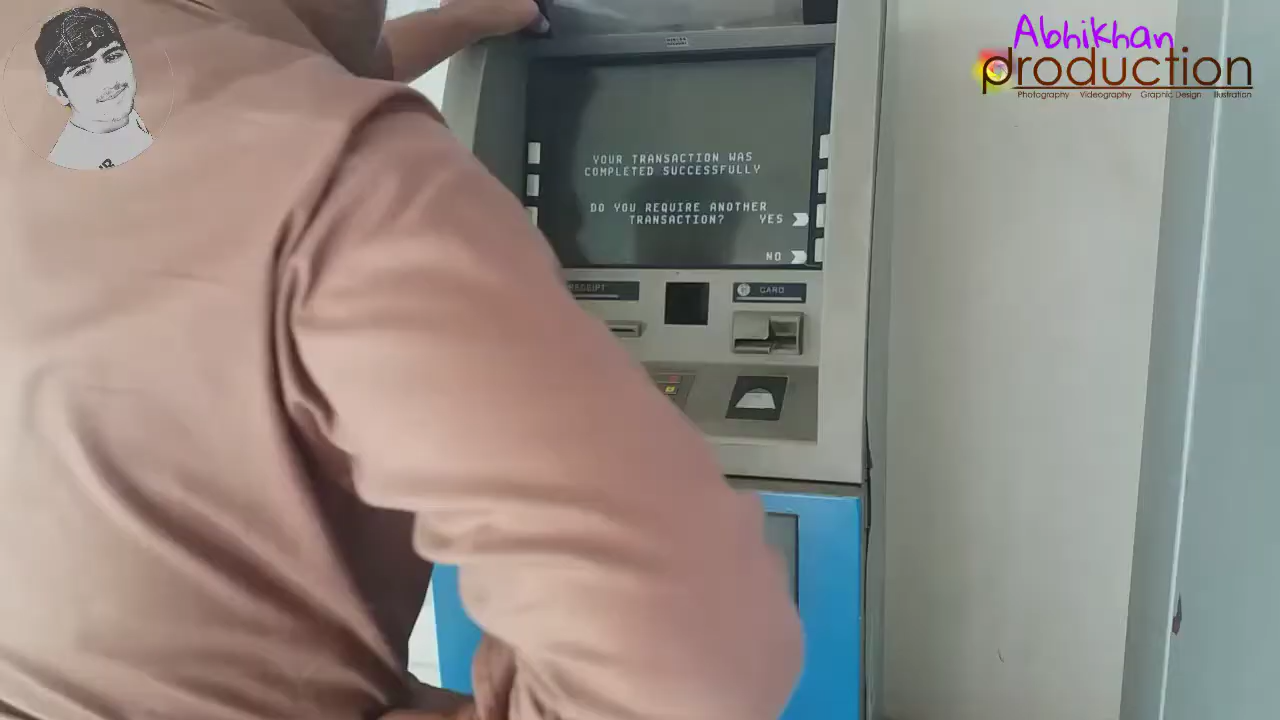 Abhikhan
production
Photography Videography Graphic Design Illustration
YOUR TRANSACTION WAS
COMPLETED SUCCESSFULLY
DO YOU REQUIRE ANOTHER
TRANSACTION? YES
NO
RECEIPT
CARD